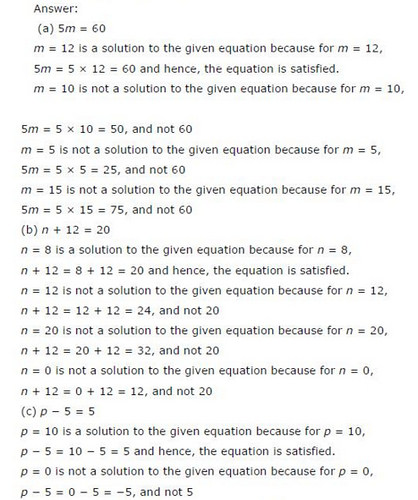 Answer:
(a) 5m = 60
m = 12 is a solution to the given equation because for m = 12,
5m = 5 × 12 = 60 and hence, the equation is satisfied.
m = 10 is not a solution to the given equation because for m = 10,
5m = 5 × 10 = 50, and not 60
m = 5 is not a solution to the given equation because for m = 5,
5m = 5 × 5 = 25, and not 60
m = 15 is not a solution to the given equation because for m = 15,
5m = 5 × 15 = 75, and not 60
(b) n + 12 = 20
n = 8 is a solution to the given equation because for n = 8,
n + 12 = 8 + 12 = 20 and hence, the equation is satisfied.
n = 12 is not a solution to the given equation because for n = 12,
n + 12 = 12 + 12 = 24, and not 20
n = 20 is not a solution to the given equation because for n = 20,
n + 12 = 20 + 12 = 32, and not 20
n = 0 is not a solution to the given equation because for n = 0,
n + 12 = 0 + 12 = 12, and not 20
(c) p − 5 = 5
p = 10 is a solution to the given equation because for p = 10,
p − 5 = 10 − 5 = 5 and hence, the equation is satisfied.
p = 0 is not a solution to the given equation because for p = 0,
p − 5 = 0 − 5 = −5, and not 5